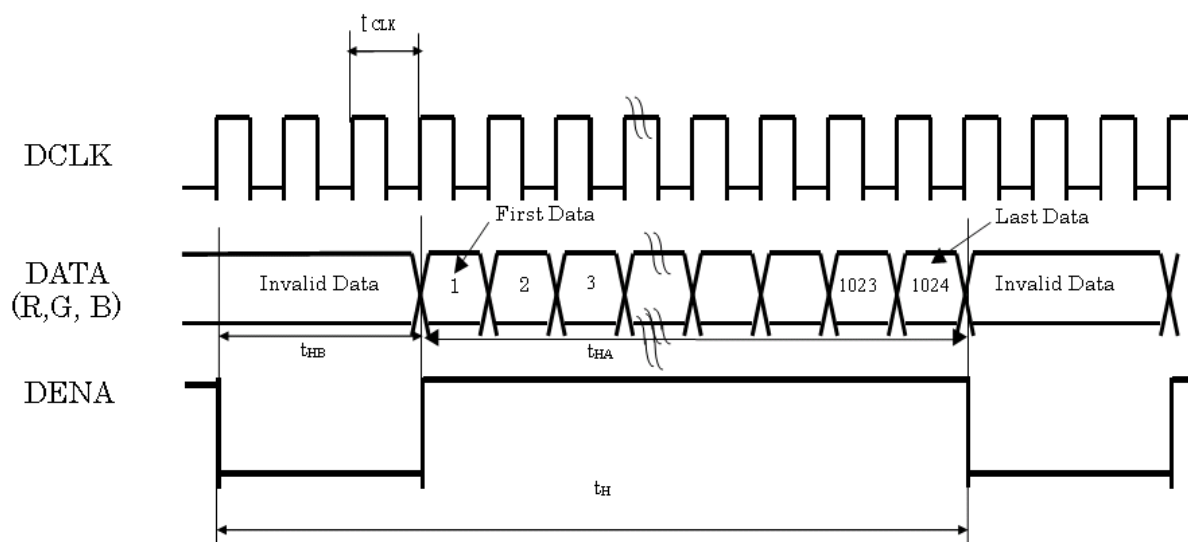 t CLK
DCLK
First Data
Last Data
DATA
(R,G, B)
Invalid Data
1
2
3
1023
1024
Invalid Data
tHB
tHA
DENA
tH